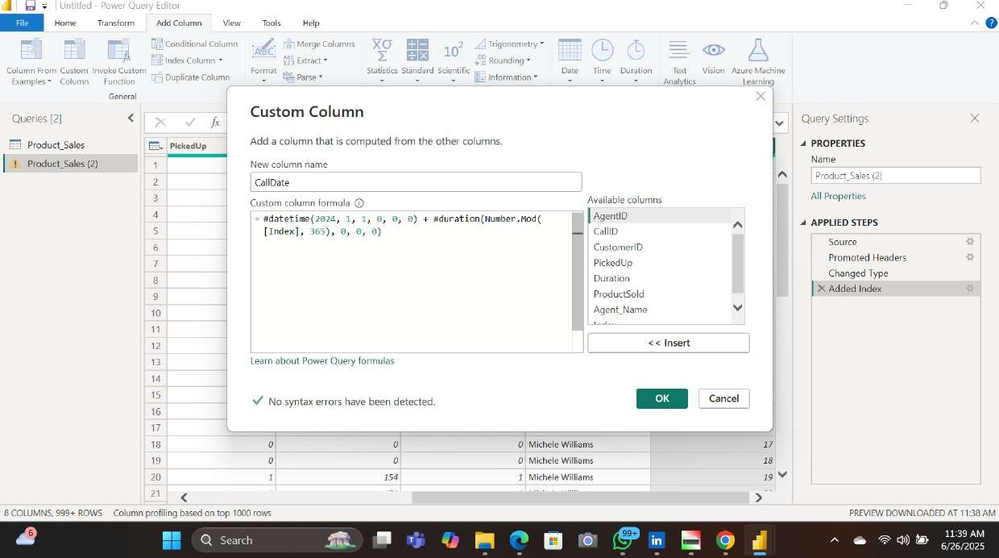 Untitled - Power Query Editor
File Home Transform Add Column View Tools Help
Column From Examples
Custom Column
Invoke Custom Function
Conditional Column
Index Column
Duplicate Column
General
ABC
Format
Merge Columns
ABC 123 Extract
abc Parse
Χσ Σ
Statistics
Standard
10²
Scientific
Trigonometry
.00 Rounding
Information
Date
Time
Duration
Text Analytics
Vision
Azure Machine Learning
Queries [2]
Product_Sales
Product_Sales (2)
fx
PickedUp
1
2
3
4
5
6
7
8
9
10
11
12
13
14
15
16
17
18 0 0 0 Michele Williams 17
19 0 0 0 Michele Williams 18
20 1 154 1 Michele Williams 19
21
Custom Column
Add a column that is computed from the other columns.
New column name
CallDate
Custom column formula
= #datetime(2024, 1, 1, 0, 0, 0) + #duration(Number.Mod(
[Index], 365), 0, 0, 0)
Available columns
AgentID
CallID
CustomerID
PickedUp
Duration
ProductSold
Agent_Name
<< Insert
Learn about Power Query formulas
No syntax errors have been detected.
OK Cancel
Query Settings
PROPERTIES
Name
Product_Sales (2)
All Properties
APPLIED STEPS
Source
Promoted Headers
Changed Type
Added Index
8 COLUMNS, 999+ ROWS Column profiling based on top 1000 rows PREVIEW DOWNLOADED AT 11:38 AM
6
Search
99+
in
11:39 AM
6/26/2025